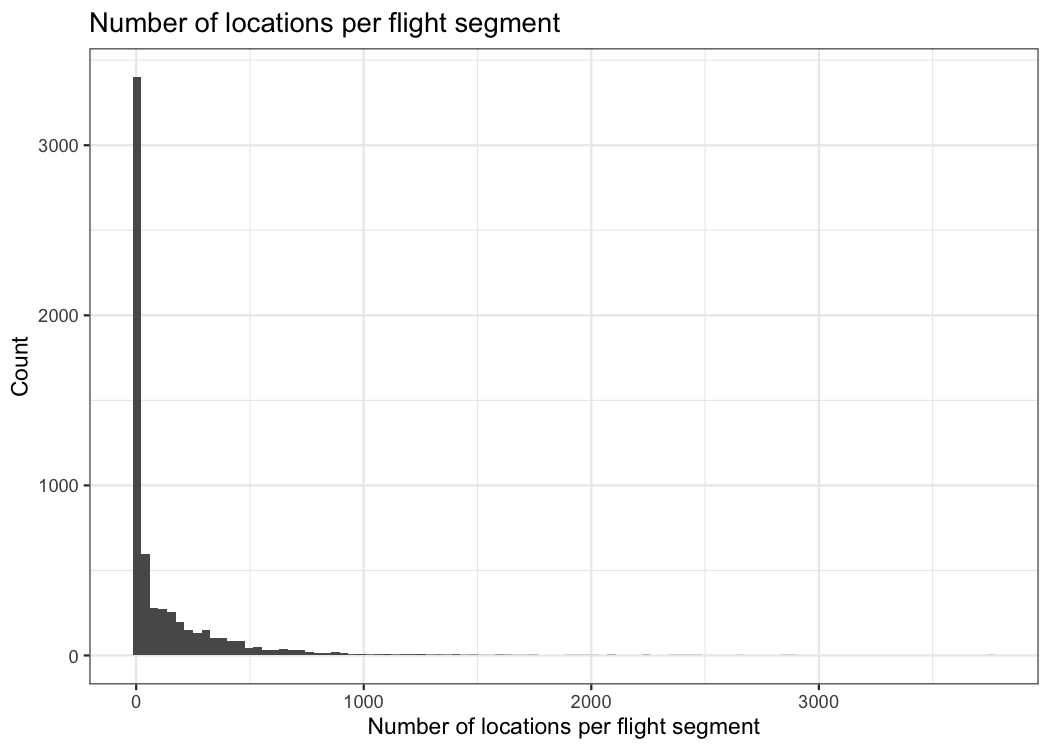 Number of locations per flight segment
3000
2000
1000
0
Count
0 1000 2000 3000
Number of locations per flight segment